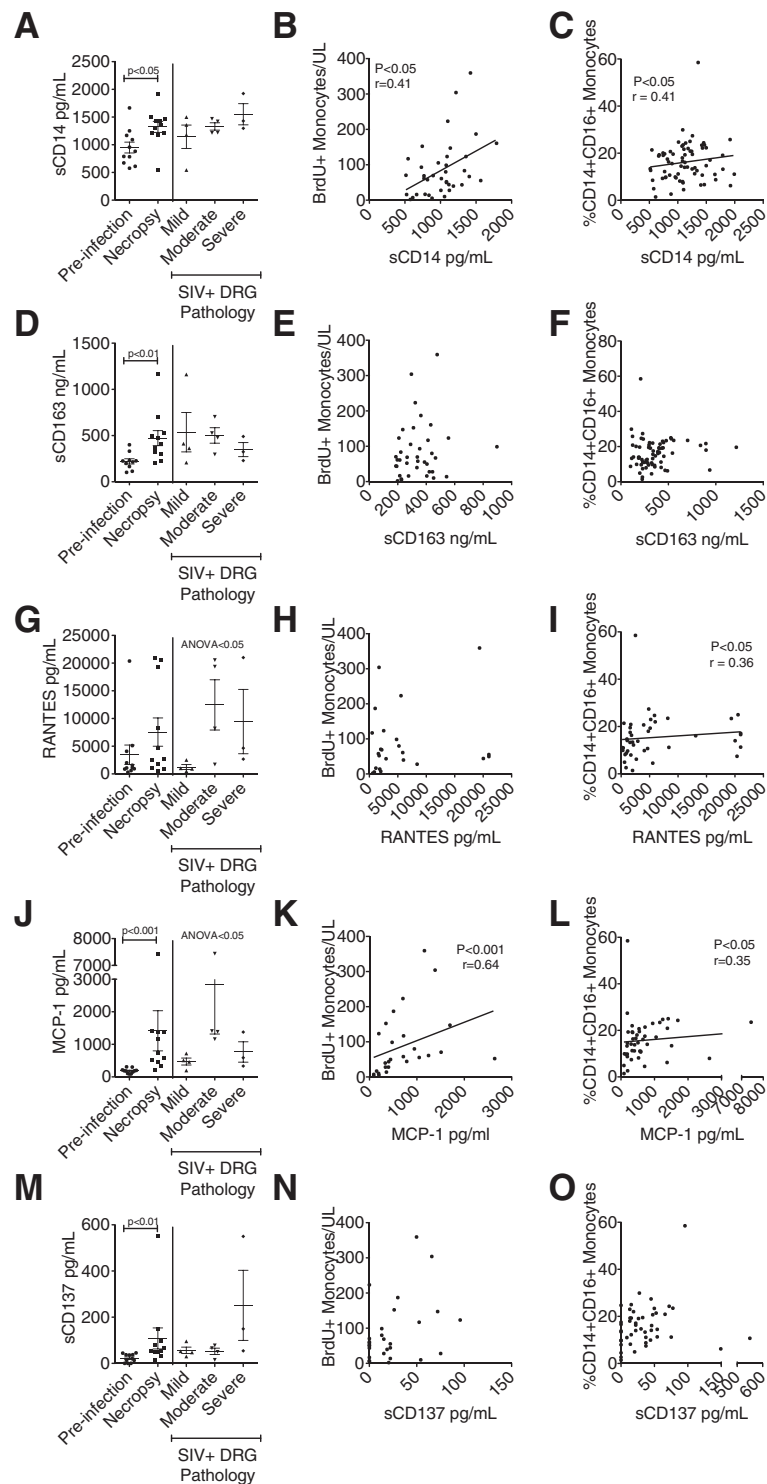 A
sCD14 pg/mL
2500
2000
1500
1000
500
0
p<0.05
Pre-infection
Necropsy
Mild
Moderate
Severe
SIV+ DRG
Pathology
B
BrdU+ Monocytes/UL
400
300
200
100
0
P<0.05
r=0.41
0
500
1000
1500
2000
sCD14 pg/mL
C
%CD14+CD16+ Monocytes
80
60
40
20
0
P<0.05
r = 0.41
0
500
1000
1500
2000
2500
sCD14 pg/mL
D
sCD163 ng/mL
1500
1000
500
0
p<0.01
Pre-infection
Necropsy
Mild
Moderate
Severe
SIV+ DRG
Pathology
E
BrdU+ Monocytes/UL
400
300
200
100
0
0
200
400
600
800
1000
sCD163 ng/mL
F
%CD14+CD16+ Monocytes
80
60
40
20
0
0
500
1000
1500
sCD163 ng/mL
G
RANTES pg/mL
25000
20000
15000
10000
5000
0
ANOVA<0.05
Pre-infection
Necropsy
Mild
Moderate
Severe
SIV+ DRG
Pathology
H
BrdU+ Monocytes/UL
400
300
200
100
0
0
5000
10000
15000
20000
25000
RANTES pg/mL
I
%CD14+CD16+ Monocytes
60
40
20
0
P<0.05
r = 0.36
0
5000
10000
15000
20000
25000
RANTES pg/mL
J
MCP-1 pg/mL
8000
7000
3000
2000
1000
0
p<0.001
ANOVA<0.05
Pre-infection
Necropsy
Mild
Moderate
Severe
SIV+ DRG
Pathology
K
BrdU+ Monocytes/UL
400
300
200
100
0
P<0.001
r=0.64
0
1000
2000
3000
MCP-1 pg/ml
L
%CD14+CD16+ Monocytes
60
40
20
0
P<0.05
r=0.35
0
1000
2000
3000
7000
8000
MCP-1 pg/mL
M
sCD137 pg/mL
600
400
200
0
p<0.01
Pre-infection
Necropsy
Mild
Moderate
Severe
SIV+ DRG
Pathology
N
BrdU+ Monocytes/UL
400
300
200
100
0
0
50
100
150
sCD137 pg/mL
O
%CD14+CD16+ Monocytes
80
60
40
20
0
0
50
100
150
500
600
sCD137 pg/mL